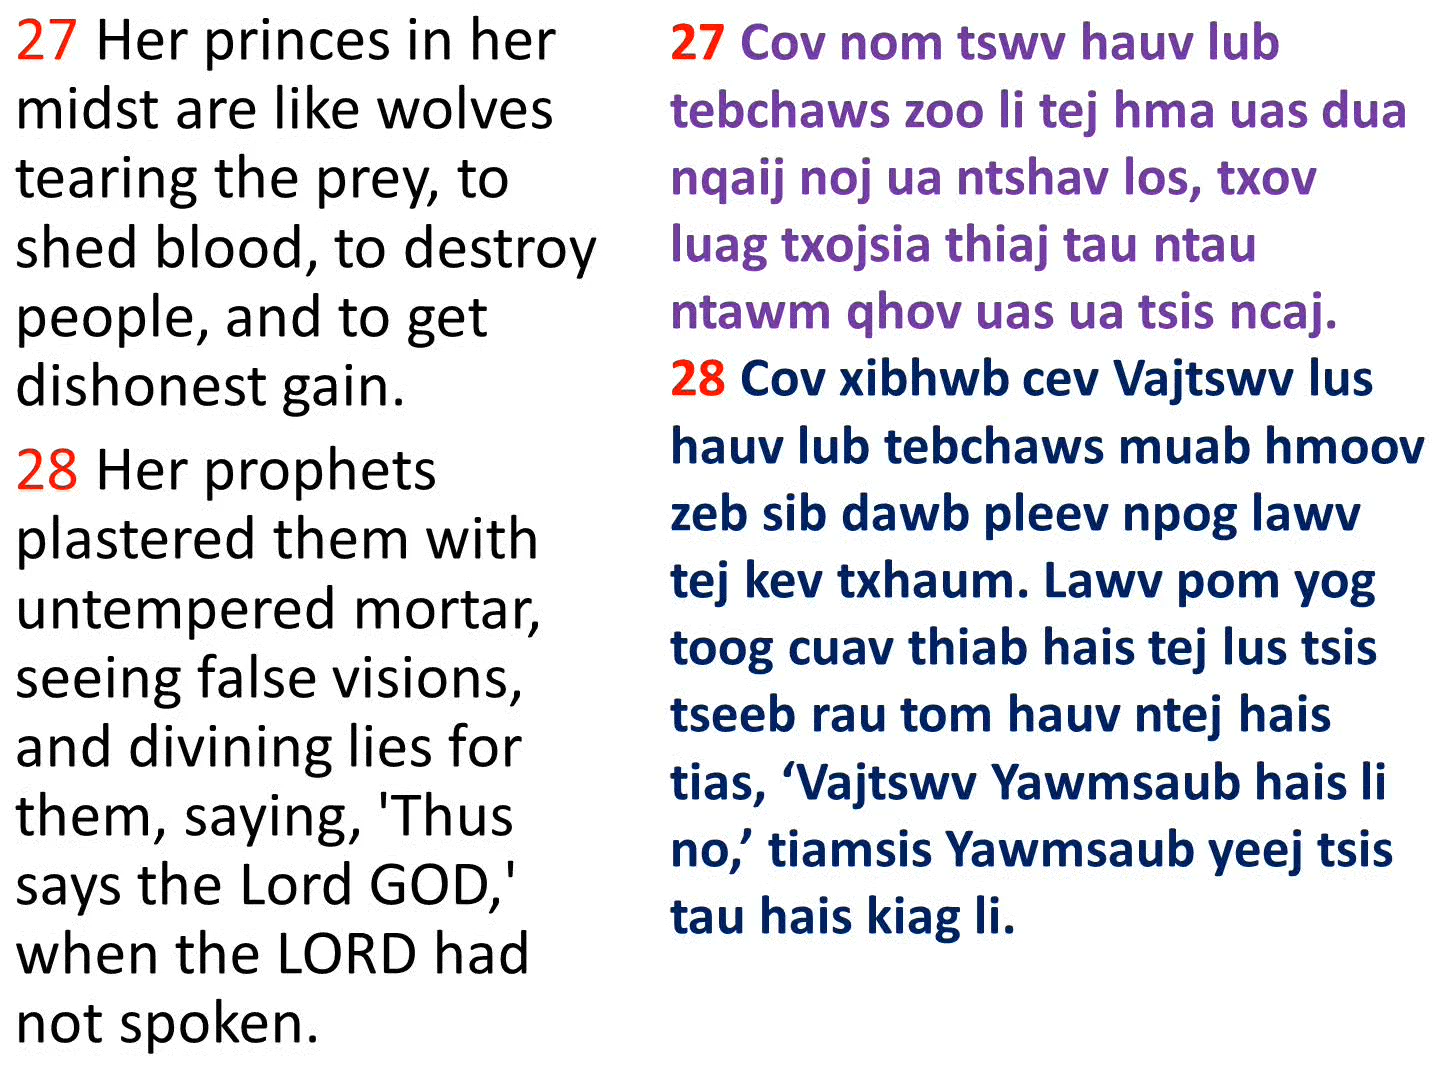 27 Her princes in her
midst are like wolves
tearing the prey, to
shed blood, to destroy
people, and to get
dishonest gain.
28 Her prophets
plastered them with
untempered mortar,
seeing false visions,
and divining lies for
them, saying, 'Thus
says the Lord GOD,'
when the LORD had
not spoken.
27 Cov nom tswv hauv lub
tebchaws zoo li tej hma uas dua
nqaij noj ua ntshav los, txov
luag txojsia thiaj tau ntau
ntawm qhov uas ua tsis ncaj.
28 Cov xibhwb cev Vajtswv lus
hauv lub tebchaws muab hmoov
zeb sib dawb pleev npog lawv
tej kev txhaum. Lawv pom yog
toog cuav thiab hais tej lus tsis
tseeb rau tom hauv ntej hais
tias, ‘Vajtswv Yawmsaub hais li
no,’ tiamsis Yawmsaub yeej tsis
tau hais kiag li.